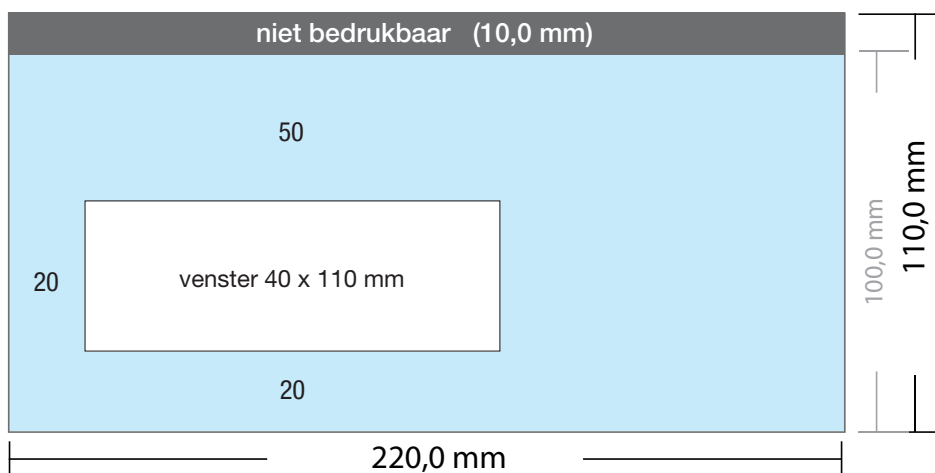 niet bedrukbaar (10,0 mm)
50
20
venster 40 x 110 mm
20
100,0 mm
110,0 mm
220,0 mm